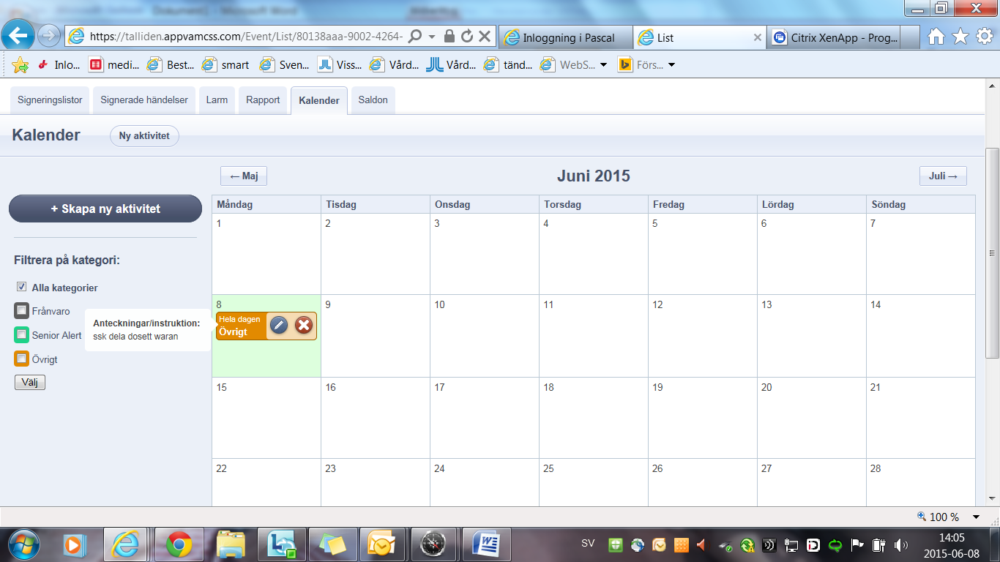 https://talliden.appvamcss.com/Event/List/80138aaa-9002-4264-
Inloggning i Pascal
List
Citrix XenApp - Prog...
Inlo...
medi...
Best...
smart
Sven...
Viss...
Vård...
Vård...
tänd...
WebS...
Förs...
Signeringslistor
Signerade händelser
Larm
Rapport
Kalender
Saldon
Kalender
Ny aktivitet
← Maj
Juni 2015
Juli →
+ Skapa ny aktivitet
Filtrera på kategori:
Alla kategorier
Frånvaro
Senior Alert
Övrigt
Välj
Anteckningar/instruktion:
ssk dela dosett waran
Måndag Tisdag Onsdag Torsdag Fredag Lördag Söndag
1 2 3 4 5 6 7
8 9 10 11 12 13 14
Hela dagen
Övrigt
15 16 17 18 19 20 21
22 23 24 25 26 27 28
100 %
SV
14:05
2015-06-08